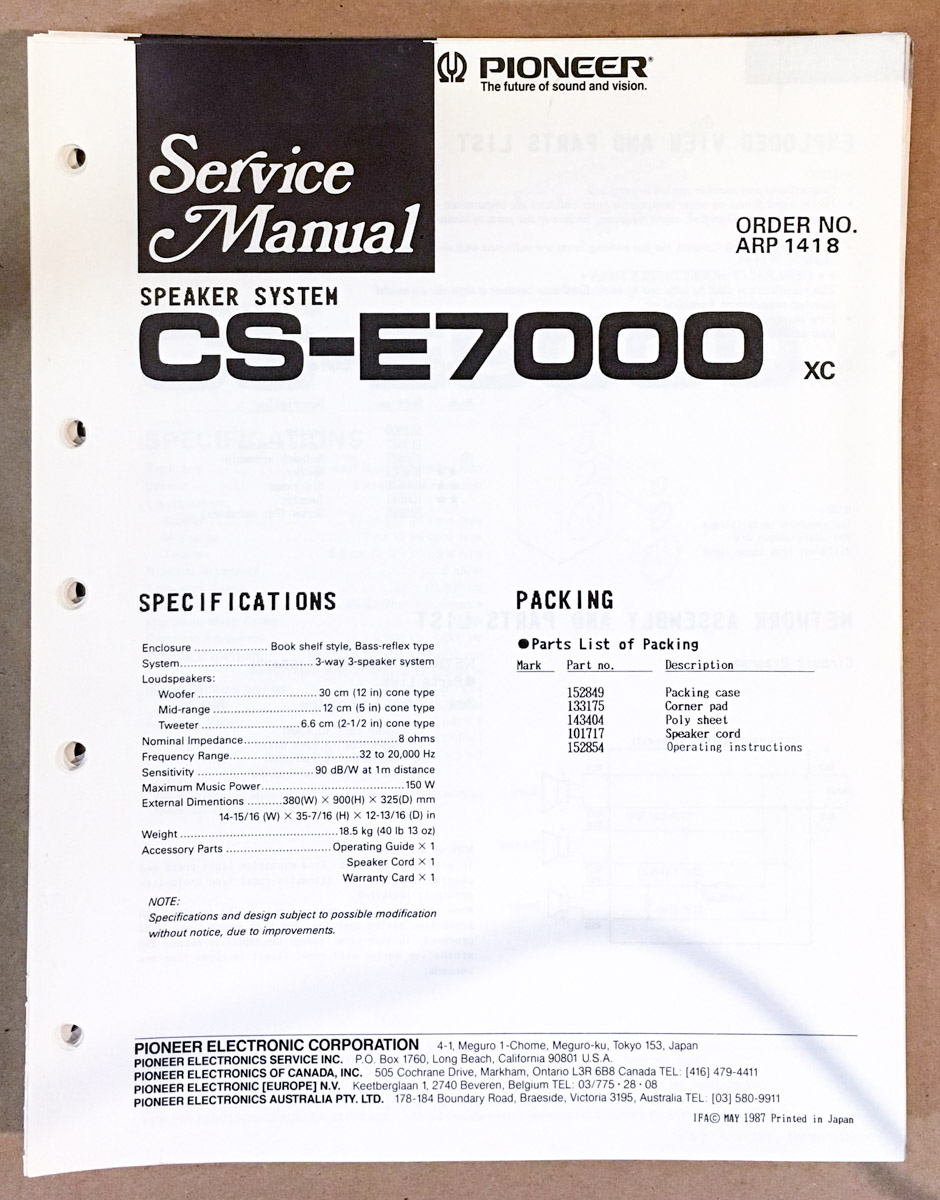 PIONEER®
The future of sound and vision.
Service
Manual
ORDER NO.
ARP 1418
SPEAKER SYSTEM
CS-E7000 XC
SPECIFICATIONS
Enclosure ...................... Book shelf style, Bass-reflex type
System........................................ 3-way 3-speaker system
Loudspeakers:
Woofer .................................... 30 cm (12 in) cone type
Mid-range .................................. 12 cm (5 in) cone type
Tweeter .............................. 6.6 cm (2-1/2 in) cone type
Nominal Impedance.............................................. 8 ohms
Frequency Range....................................... 32 to 20,000 Hz
Sensitivity ................................... 90 dB/W at 1m distance
Maximum Music Power........................................... 150 W
External Dimentions ..........380(W) × 900(H) × 325(D) mm
14-15/16 (W) × 35-7/16 (H) × 12-13/16 (D) in
Weight ............................................... 18.5 kg (40 lb 13 oz)
Accessory Parts ................................ Operating Guide × 1
Speaker Cord × 1
Warranty Card × 1
NOTE:
Specifications and design subject to possible modification
without notice, due to improvements.
PACKING
●Parts List of Packing
Mark Part no. Description
152849 Packing case
133175 Corner pad
143404 Poly sheet
101717 Speaker cord
152854 Operating instructions
PIONEER ELECTRONIC CORPORATION 4-1, Meguro 1-Chome, Meguro-ku, Tokyo 153, Japan
PIONEER ELECTRONICS SERVICE INC. P.O. Box 1760, Long Beach, California 90801 U.S.A.
PIONEER ELECTRONICS OF CANADA, INC. 505 Cochrane Drive, Markham, Ontario L3R 6B8 Canada TEL: [416] 479-4411
PIONEER ELECTRONIC [EUROPE] N.V. Keetberglaan 1, 2740 Beveren, Belgium TEL: 03/775・28・08
PIONEER ELECTRONICS AUSTRALIA PTY. LTD. 178-184 Boundary Road, Braeside, Victoria 3195, Australia TEL: [03] 580-9911
IFAⓒ MAY 1987 Printed in Japan